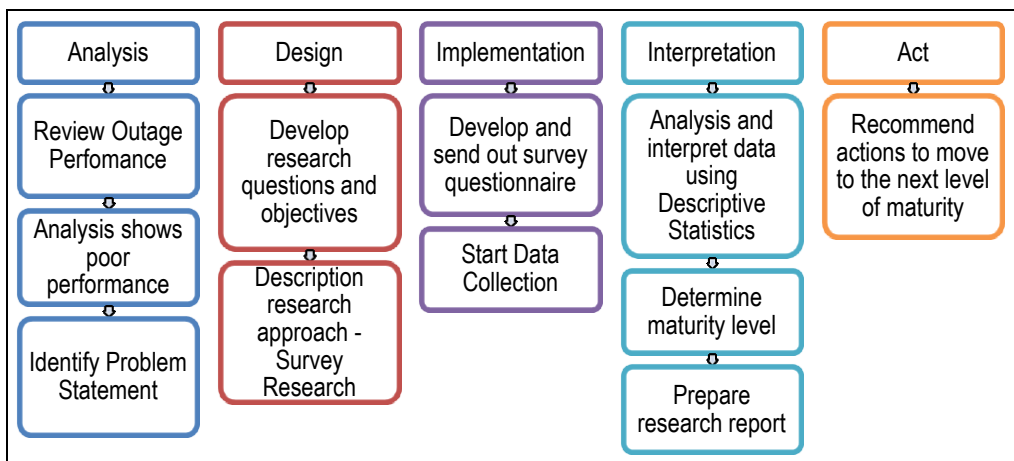 Analysis
Review Outage
Perfomance
Analysis shows
poor
performance
Identify Problem
Statement
Design
Develop
research
questions and
objectives
Description
research
approach -
Survey
Research
Implementation
Develop and
send out survey
questionnaire
Start Data
Collection
Interpretation
Analysis and
interpret data
using
Descriptive
Statistics
Determine
maturity level
Prepare
research report
Act
Recommend
actions to move
to the next level
of maturity